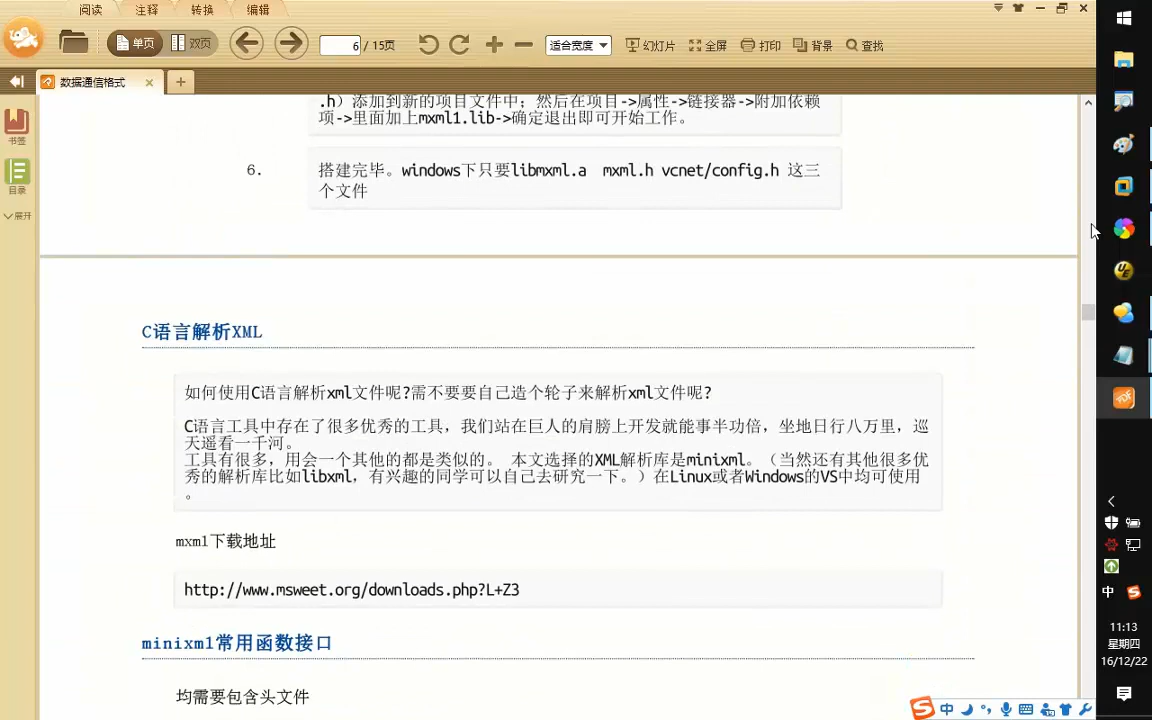 阅读 注释 转换 编辑
单页 双页 6 / 15页 适合宽度 幻灯片 全屏 打印 背景 查找
数据通信格式
书签
目录
展开
.h）添加到新的项目文件中；然后在项目->属性->链接器->附加依赖
项->里面加上mxml1.lib->确定退出即可开始工作。
6. 搭建完毕。windows下只要libmxml.a mxml.h vcnet/config.h 这三
个文件
C语言解析XML
如何使用C语言解析xml文件呢?需不要要自己造个轮子来解析xml文件呢?
C语言工具中存在了很多优秀的工具，我们站在巨人的肩膀上开发就能事半功倍，坐地日行八万里，巡
天遥看一千河。
工具有很多，用会一个其他的都是类似的。 本文选择的XML解析库是minixml。（当然还有其他很多优
秀的解析库比如libxml，有兴趣的同学可以自己去研究一下。）在Linux或者Windows的VS中均可使用
。
mxml下载地址
http://www.msweet.org/downloads.php?L+Z3
minixml常用函数接口
均需要包含头文件
中
11:13
星期四
16/12/22
中